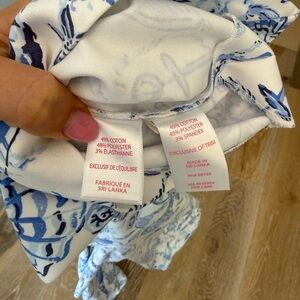 49% COTTON
48% POLYESTER
3% ELASTHANNE
EXCLUSIF DE L'EQUILIBRE
FABRIQUÉ EN
SRI LANKA
49% COTTON
48% POLYESTER
3% SPANDEX
EXCLUSIVE OF TRIM
MADE IN
SRI LANKA